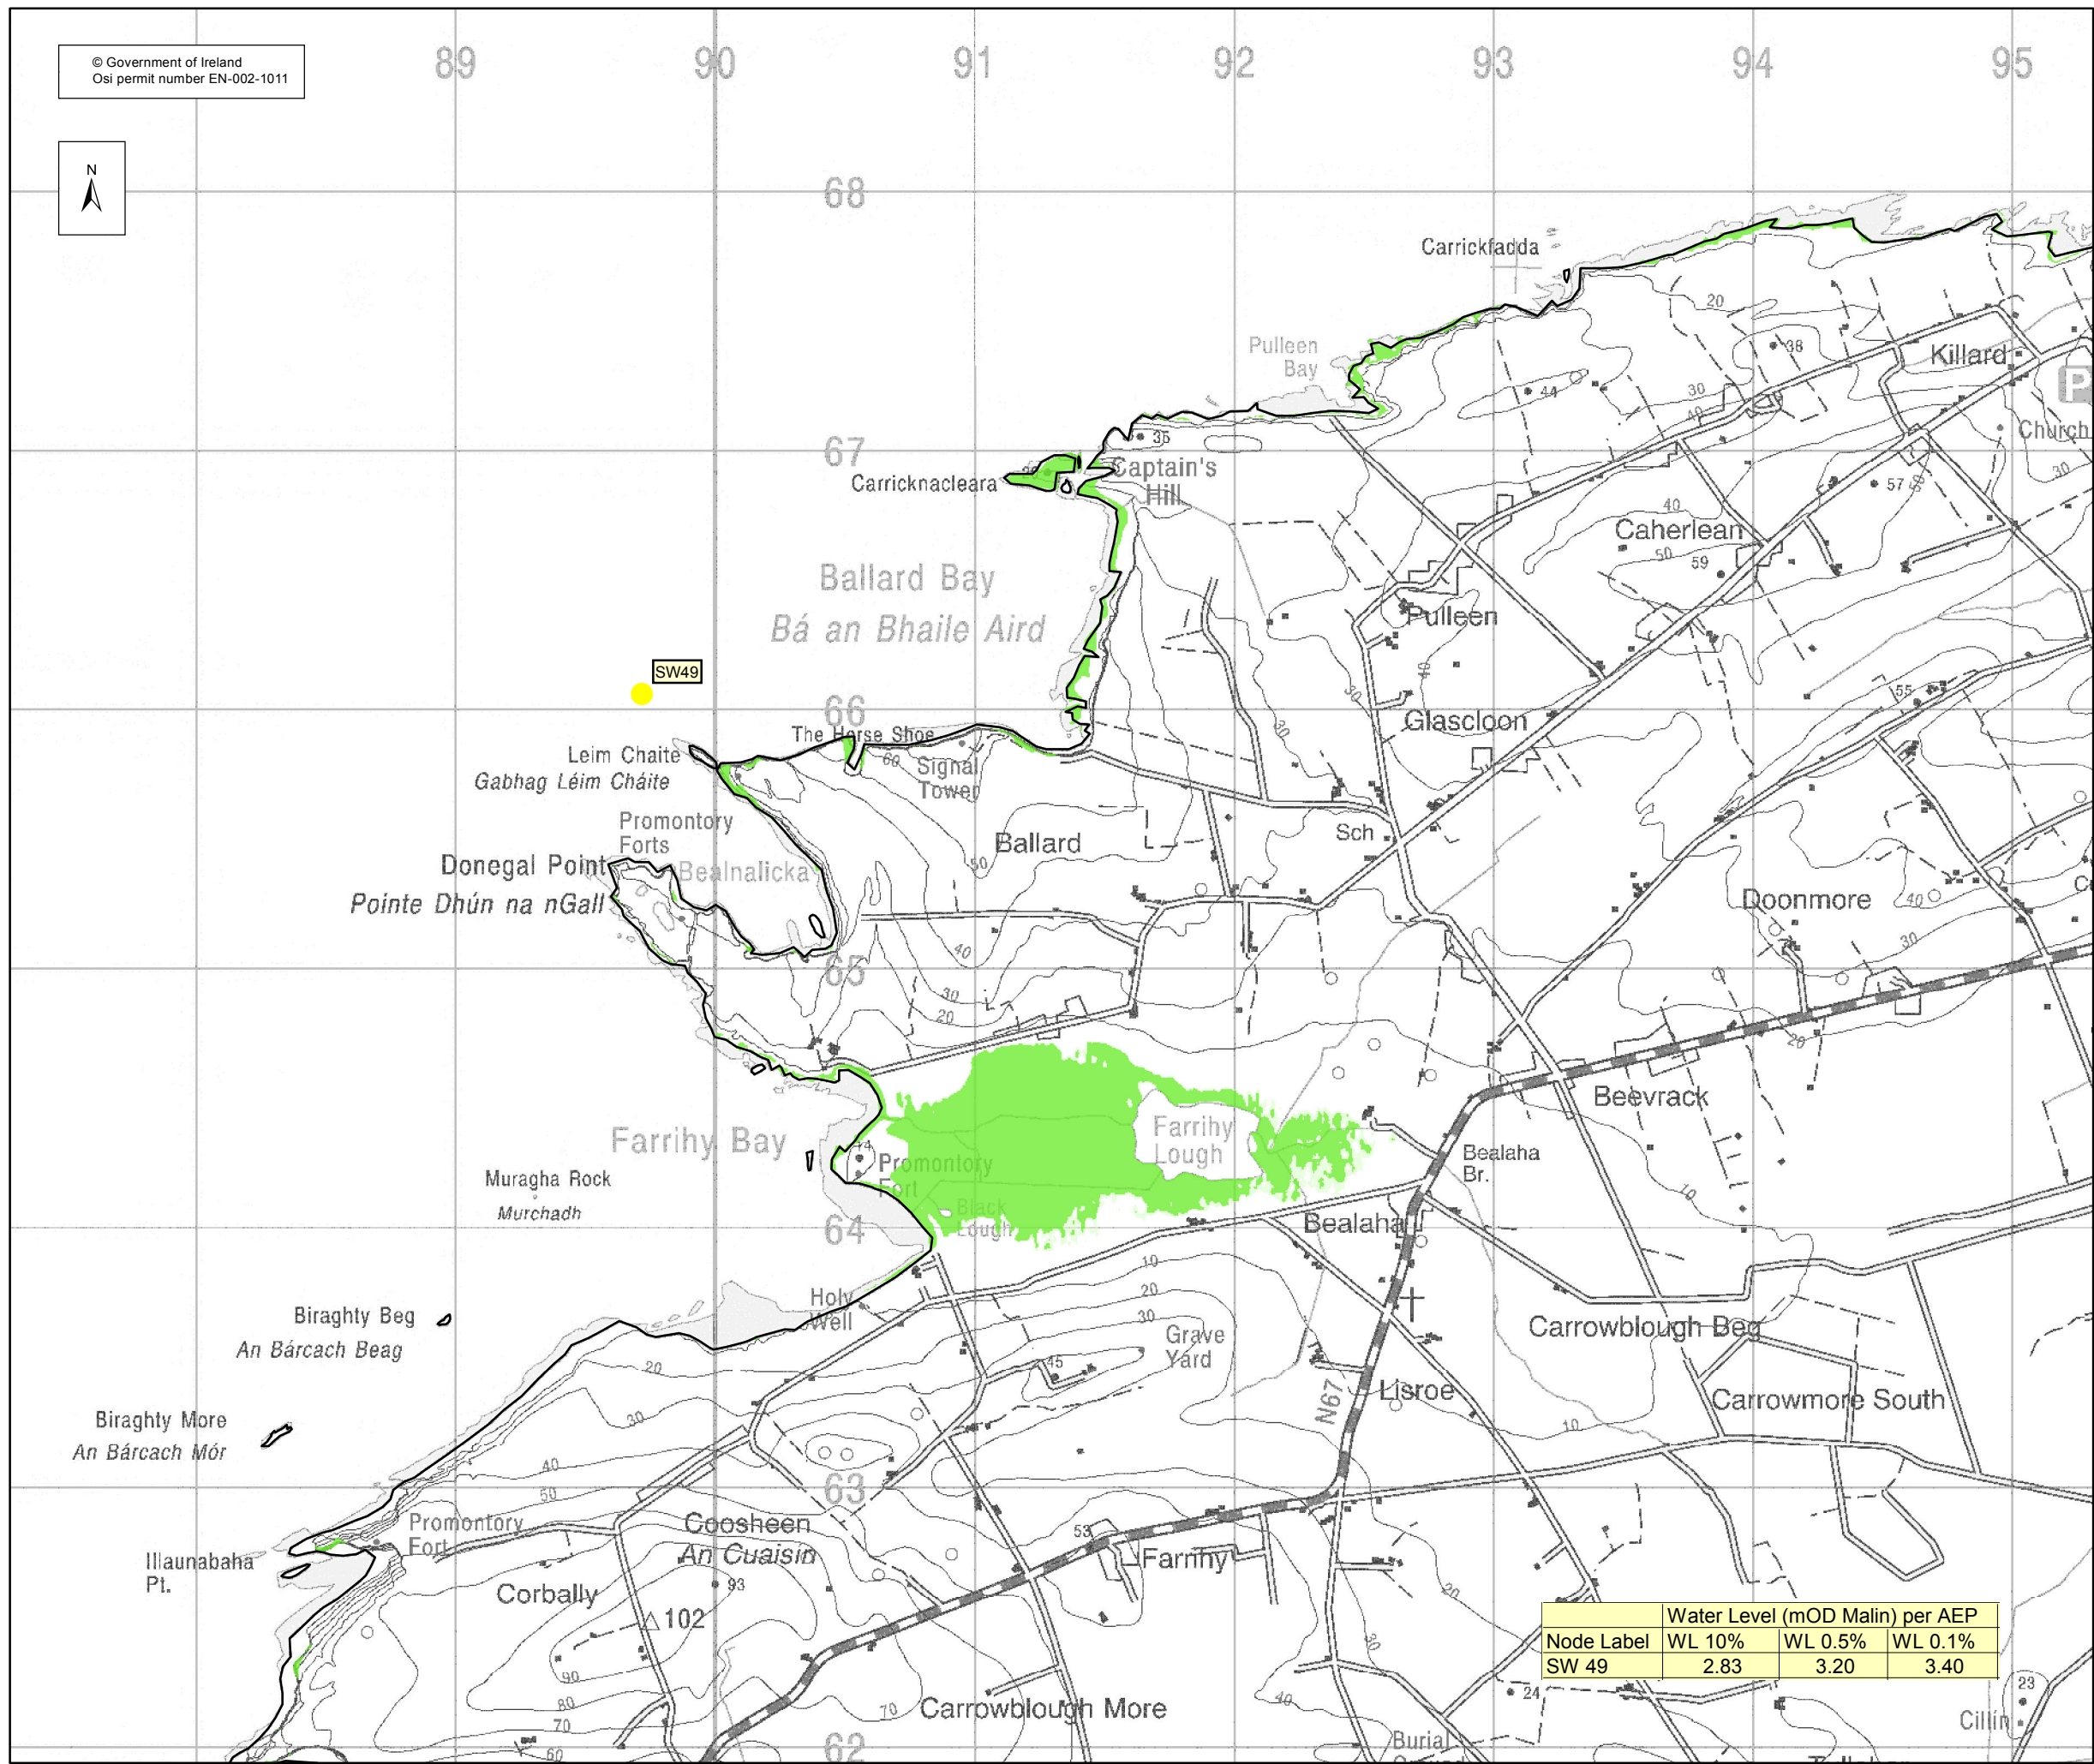 © Government of Ireland
Osi permit number EN-002-1011
89
90
91
92
93
94
95
N
68
Carrickfadda
20
Pulleen
Bay
38
Killard
P
44
30
40
36
67
Church
Captain's
Hill
Carricknacleara
57
50
30
40
Caherlean
50
59
Ballard Bay
Bá an Bhaile Aird
Pulleen
40
SW49
30
55
66
Glascloon
30
The Horse Shoe
Leim Chaite
Gabhag Léim Cháite
60
Signal
Tower
Promontory
Forts
Sch
Ballard
50
Donegal Point
Bealnalicka
Pointe Dhún na nGall
Doonmore
40
30
40
65
30
20
20
Beevrack
Farrihy Bay
Farrihy
Lough
14
Promontory
Fort
Bealaha
Br.
Muragha Rock
Murchadh
10
Black
Lough
64
Bealaha
10
20
Holy
Well
30
Biraghty Beg
An Bárcach Beag
Grave
Yard
Carrowblough Beg
20
45
Lisroe
N67
Carrowmore South
Biraghty More
An Bárcach Mór
30
10
40
63
50
Promontory
Fort
Coosheen
An Cuaisin
53
Farrihy
Illaunabaha
Pt.
Corbally
93
20
102
30
Water Level (mOD Malin) per AEP
Node Label WL 10% WL 0.5% WL 0.1%
SW 49 2.83 3.20 3.40
90
80
70
60
70
Carrowblough More
40
24
23
Cillín
62
Burial